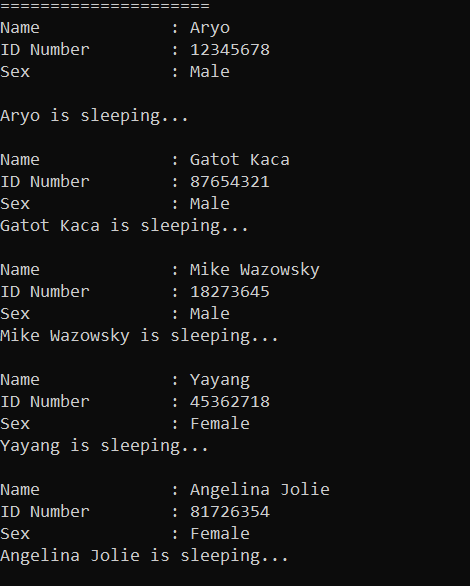 =====================
Name             : Aryo
ID Number        : 12345678
Sex              : Male

Aryo is sleeping...

Name             : Gatot Kaca
ID Number        : 87654321
Sex              : Male
Gatot Kaca is sleeping...

Name             : Mike Wazowsky
ID Number        : 18273645
Sex              : Male
Mike Wazowsky is sleeping...

Name             : Yayang
ID Number        : 45362718
Sex              : Female
Yayang is sleeping...

Name             : Angelina Jolie
ID Number        : 81726354
Sex              : Female
Angelina Jolie is sleeping...